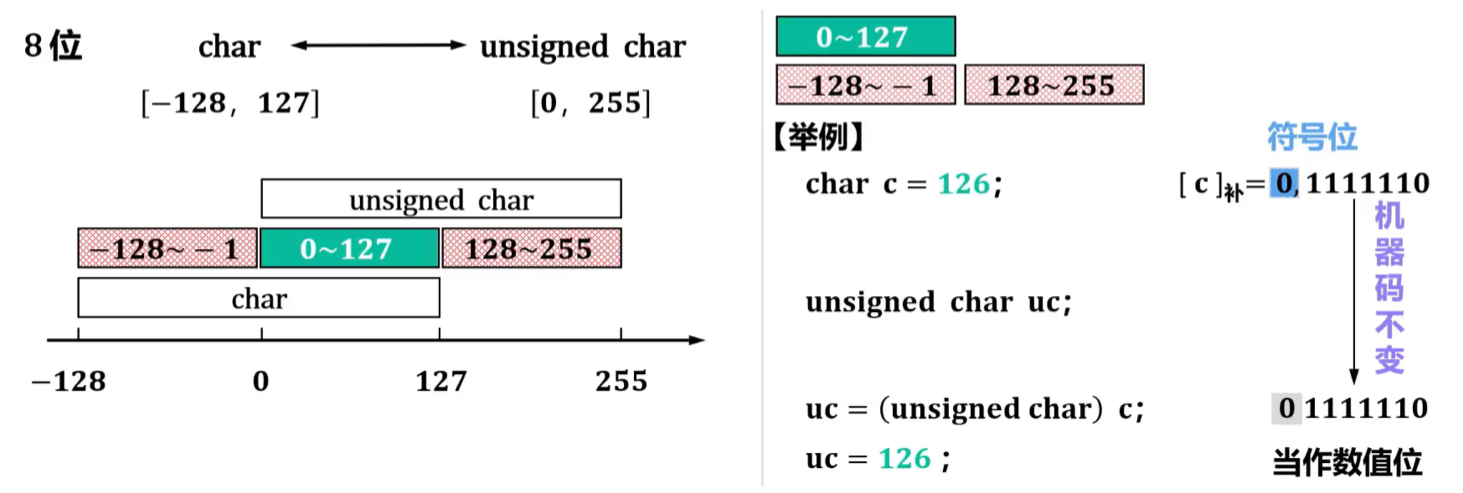 8位 char unsigned char
[−128, 127] [0, 255]
unsigned char
−128~−1 0~127 128~255
char
−128 0 127 255
0~127
−128~−1 128~255
【举例】 符号位
char c = 126; [c]补= 0,1111110
机器码不变
unsigned char uc;
uc = (unsigned char) c; 01111110
uc = 126 ; 当作数值位